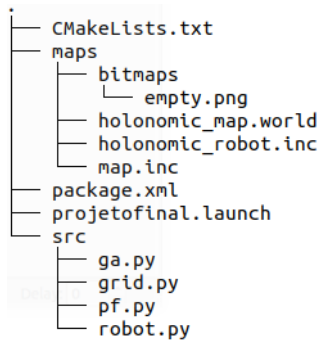 .
├── CMakeLists.txt
├── maps
│   ├── bitmaps
│   │   └── empty.png
│   ├── holonomic_map.world
│   ├── holonomic_robot.inc
│   └── map.inc
├── package.xml
├── projetofinal.launch
└── src
    ├── ga.py
    ├── grid.py
    ├── pf.py
    └── robot.py